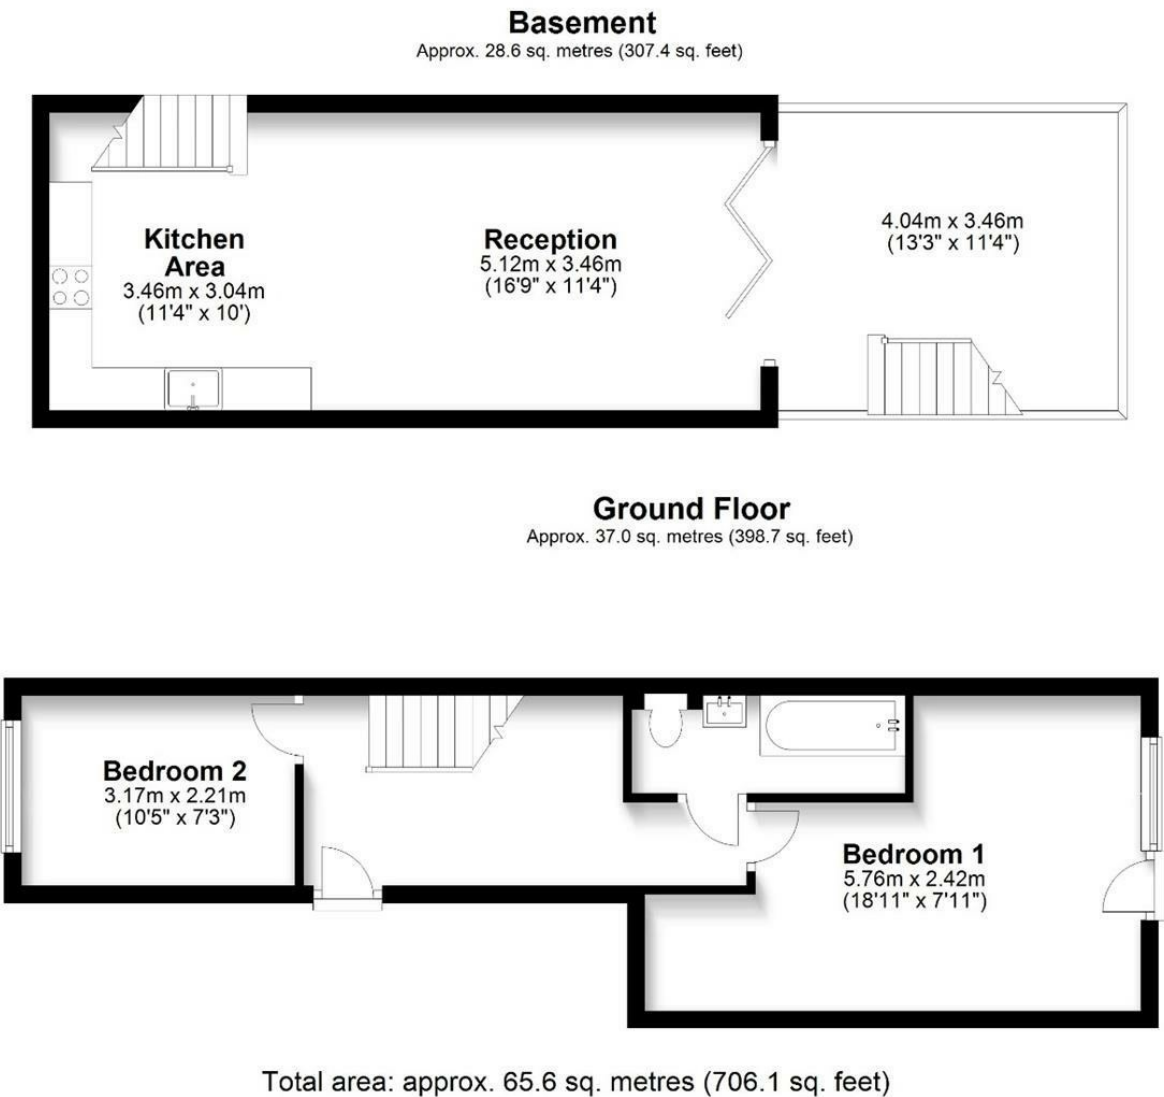 Basement
Approx. 28.6 sq. metres (307.4 sq. feet)
Kitchen
Area
3.46m x 3.04m
(11'4" x 10')
Reception
5.12m x 3.46m
(16'9" x 11'4")
4.04m x 3.46m
(13'3" x 11'4")
Ground Floor
Approx. 37.0 sq. metres (398.7 sq. feet)
Bedroom 2
3.17m x 2.21m
(10'5" x 7'3")
Bedroom 1
5.76m x 2.42m
(18'11" x 7'11")
Total area: approx. 65.6 sq. metres (706.1 sq. feet)